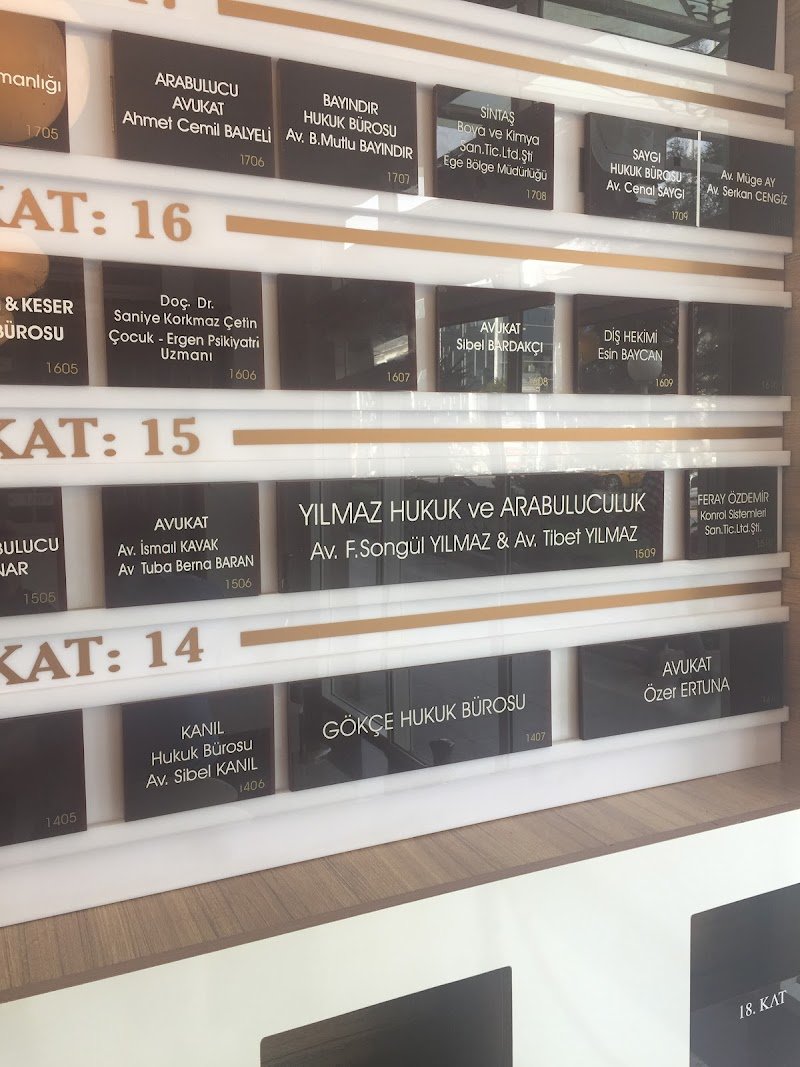 manlığı
1705
ARABULUCU
AVUKAT
Ahmet Cemil BALYELİ
1706
BAYINDIR
HUKUK BÜROSU
Av. B.Mutlu BAYINDIR
1707
SİNTAŞ
Boya ve Kimya
San.Tic.Ltd.Şti
Ege Bölge Müdürlüğü
1708
SAYGI
HUKUK BÜROSU
Av. Cenal SAYGI
1709
Av. Müge AY
Av. Serkan CENGİZ
KAT: 16
& KESER
BÜROSU
1605
Doç. Dr.
Saniye Korkmaz Çetin
Çocuk - Ergen Psikiyatri
Uzmanı
1606
1607
AVUKAT
Sibel BARDAKÇI
1608
DİŞ HEKİMİ
Esin BAYCAN
1609
1610
KAT: 15
BULUCU
NAR
1505
AVUKAT
Av. İsmail KAVAK
Av Tuba Berna BARAN
1506
YILMAZ HUKUK ve ARABULUCULUK
Av. F.Songül YILMAZ & Av. Tibet YILMAZ
1509
FERAY ÖZDEMİR
Konrol Sistemleri
San.Tic.Ltd.Şti.
KAT: 14
1405
KANIL
Hukuk Bürosu
Av. Sibel KANIL
1406
GÖKÇE HUKUK BÜROSU
1407
AVUKAT
Özer ERTUNA
18. KAT